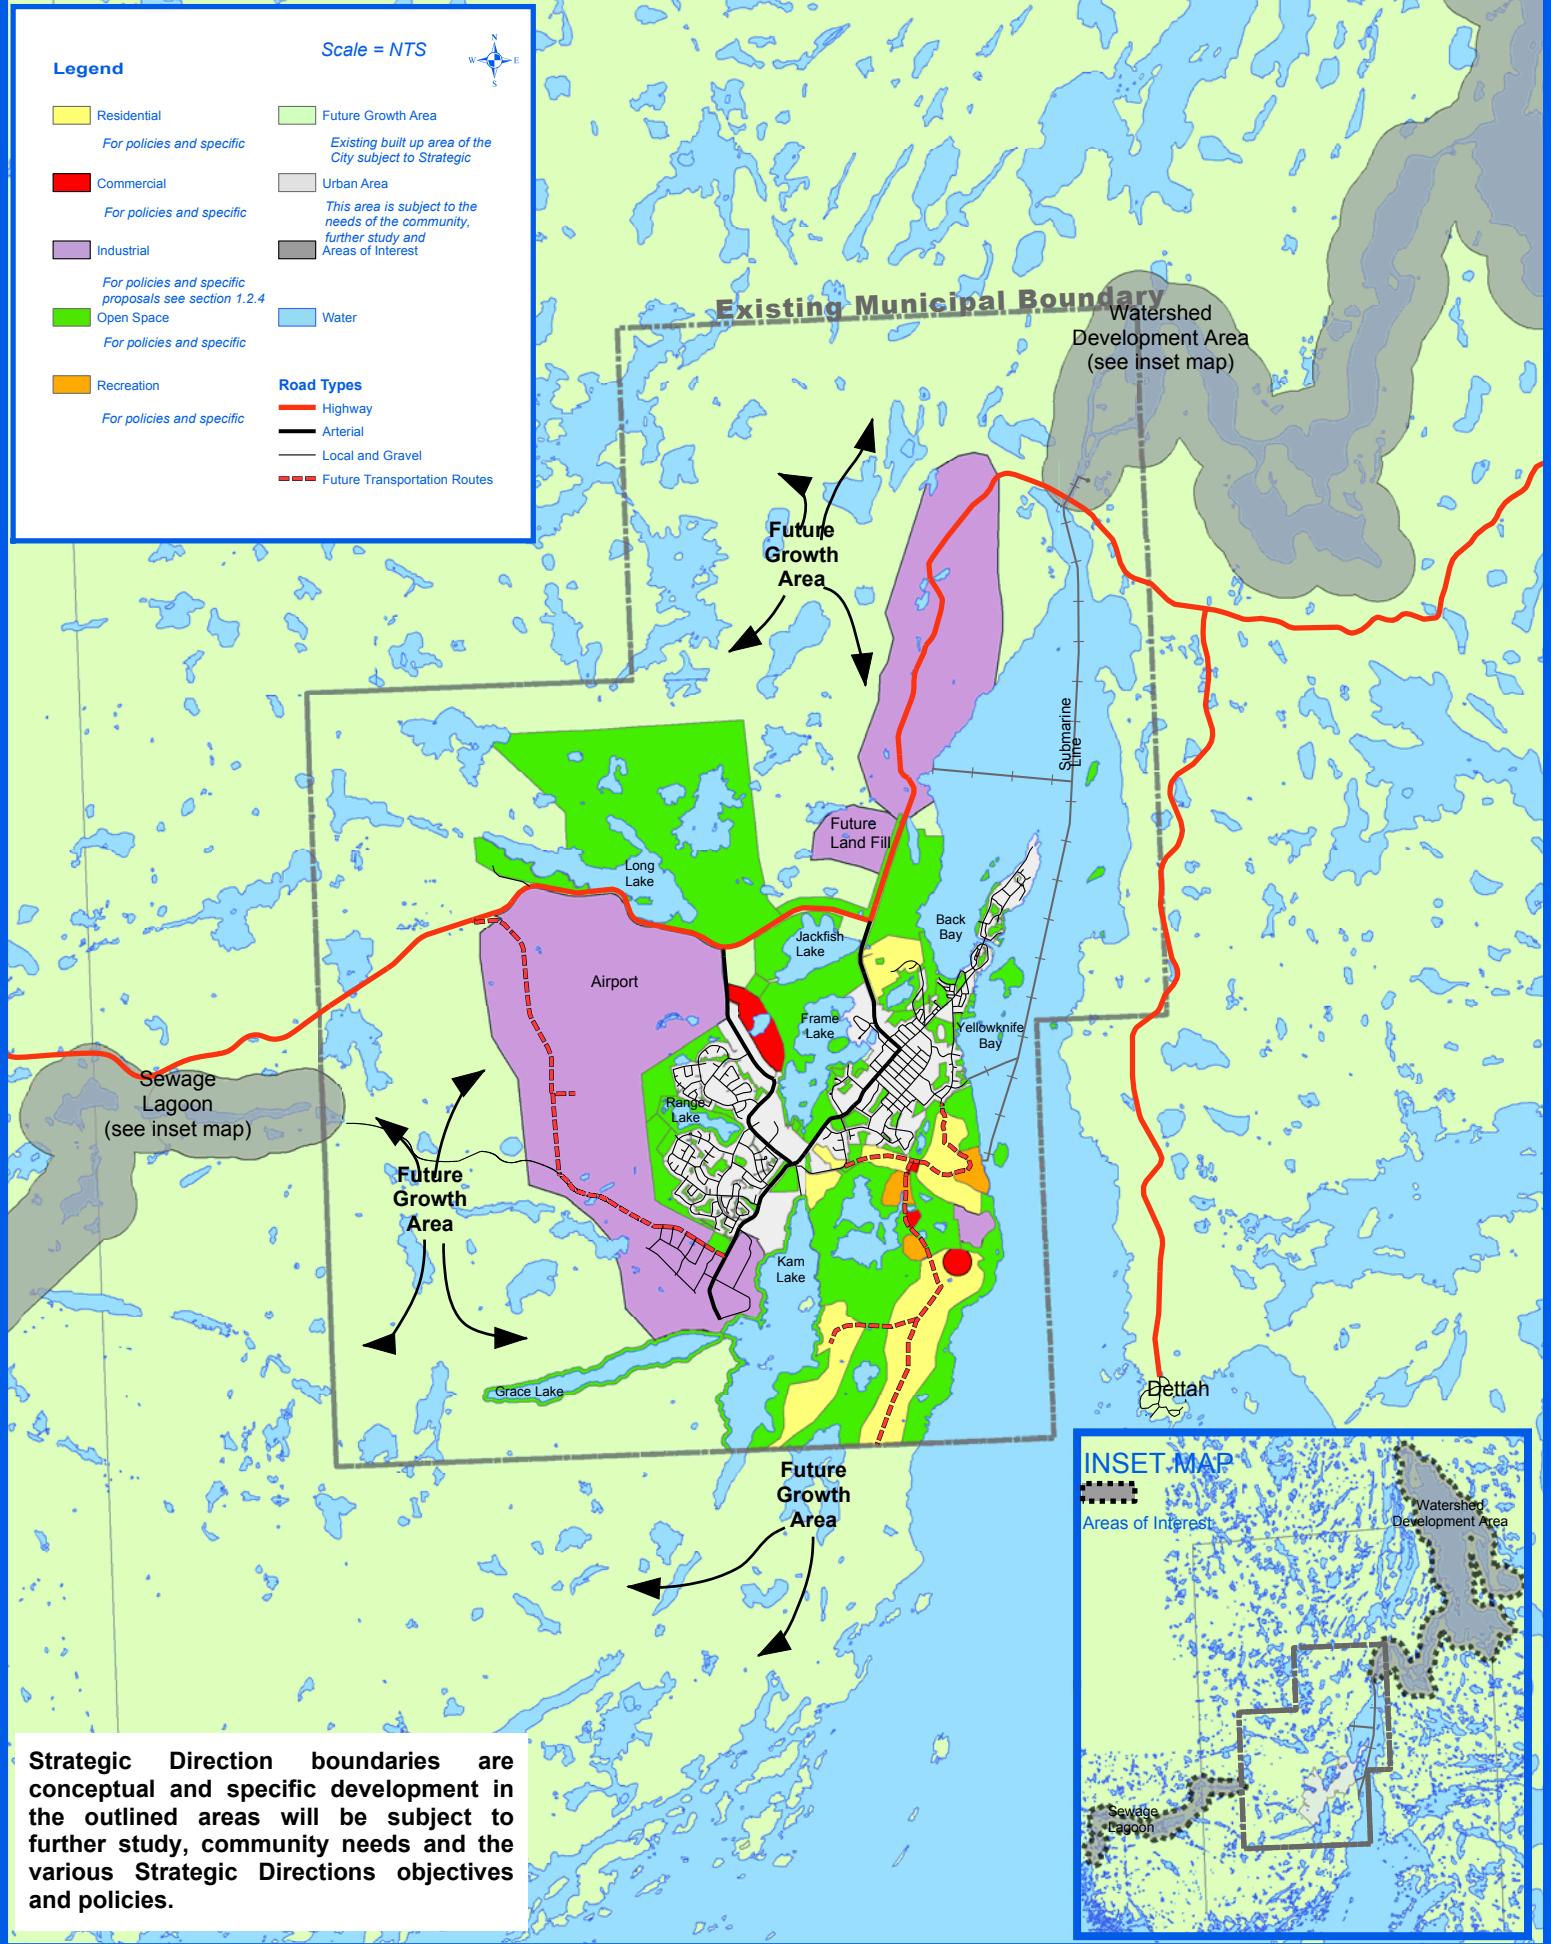 Scale = NTS
N
W
E
S
Legend
Residential
For policies and specific
Commercial
For policies and specific
Industrial
For policies and specific
proposals see section 1.2.4
Open Space
For policies and specific
Recreation
For policies and specific
Future Growth Area
Existing built up area of the
City subject to Strategic
Urban Area
This area is subject to the
needs of the community,
further study and
Areas of Interest
Water
Road Types
Highway
Arterial
Local and Gravel
Future Transportation Routes
Existing Municipal Boundary
Watershed
Development Area
(see inset map)
Future
Growth
Area
Submarine
Line
Future
Land Fill
Long
Lake
Back
Bay
Jackfish
Lake
Airport
Frame
Lake
Yellowknife
Bay
Sewage
Lagoon
(see inset map)
Range
Lake
Future
Growth
Area
Kam
Lake
Grace Lake
Dettah
Future
Growth
Area
INSET MAP
Areas of Interest
Watershed
Development Area
Sewage
Lagoon
Strategic Direction boundaries are
conceptual and specific development in
the outlined areas will be subject to
further study, community needs and the
various Strategic Directions objectives
and policies.